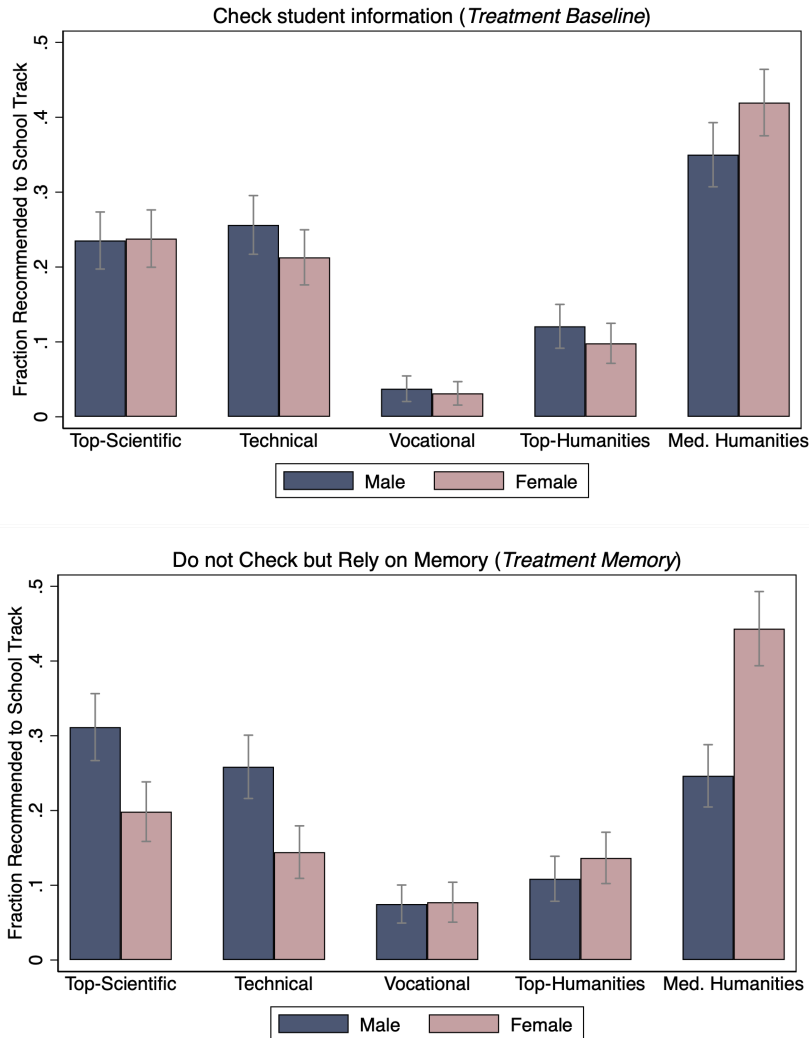 Check student information (Treatment Baseline)
Fraction Recommended to School Track
.5
.4
.3
.2
.1
0
Top-Scientific Technical Vocational Top-Humanities Med. Humanities
Male Female
Do not Check but Rely on Memory (Treatment Memory)
Fraction Recommended to School Track
.5
.4
.3
.2
.1
0
Top-Scientific Technical Vocational Top-Humanities Med. Humanities
Male Female